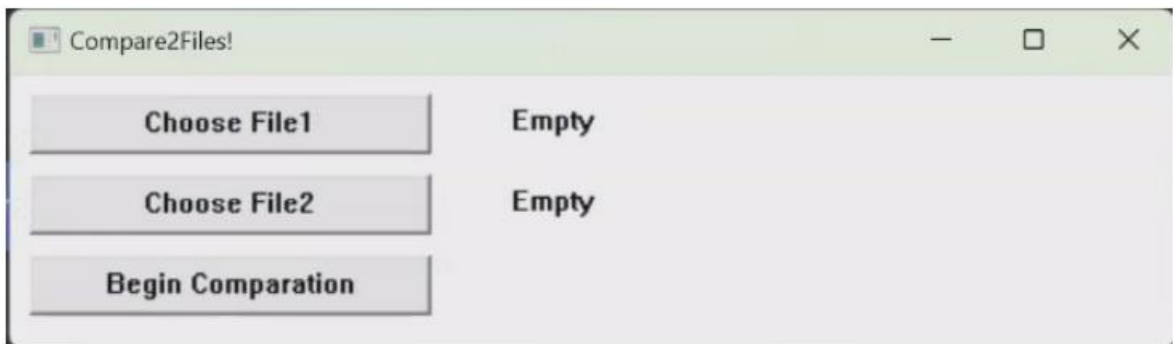 Compare2Files!
Choose File1 Empty
Choose File2 Empty
Begin Comparation